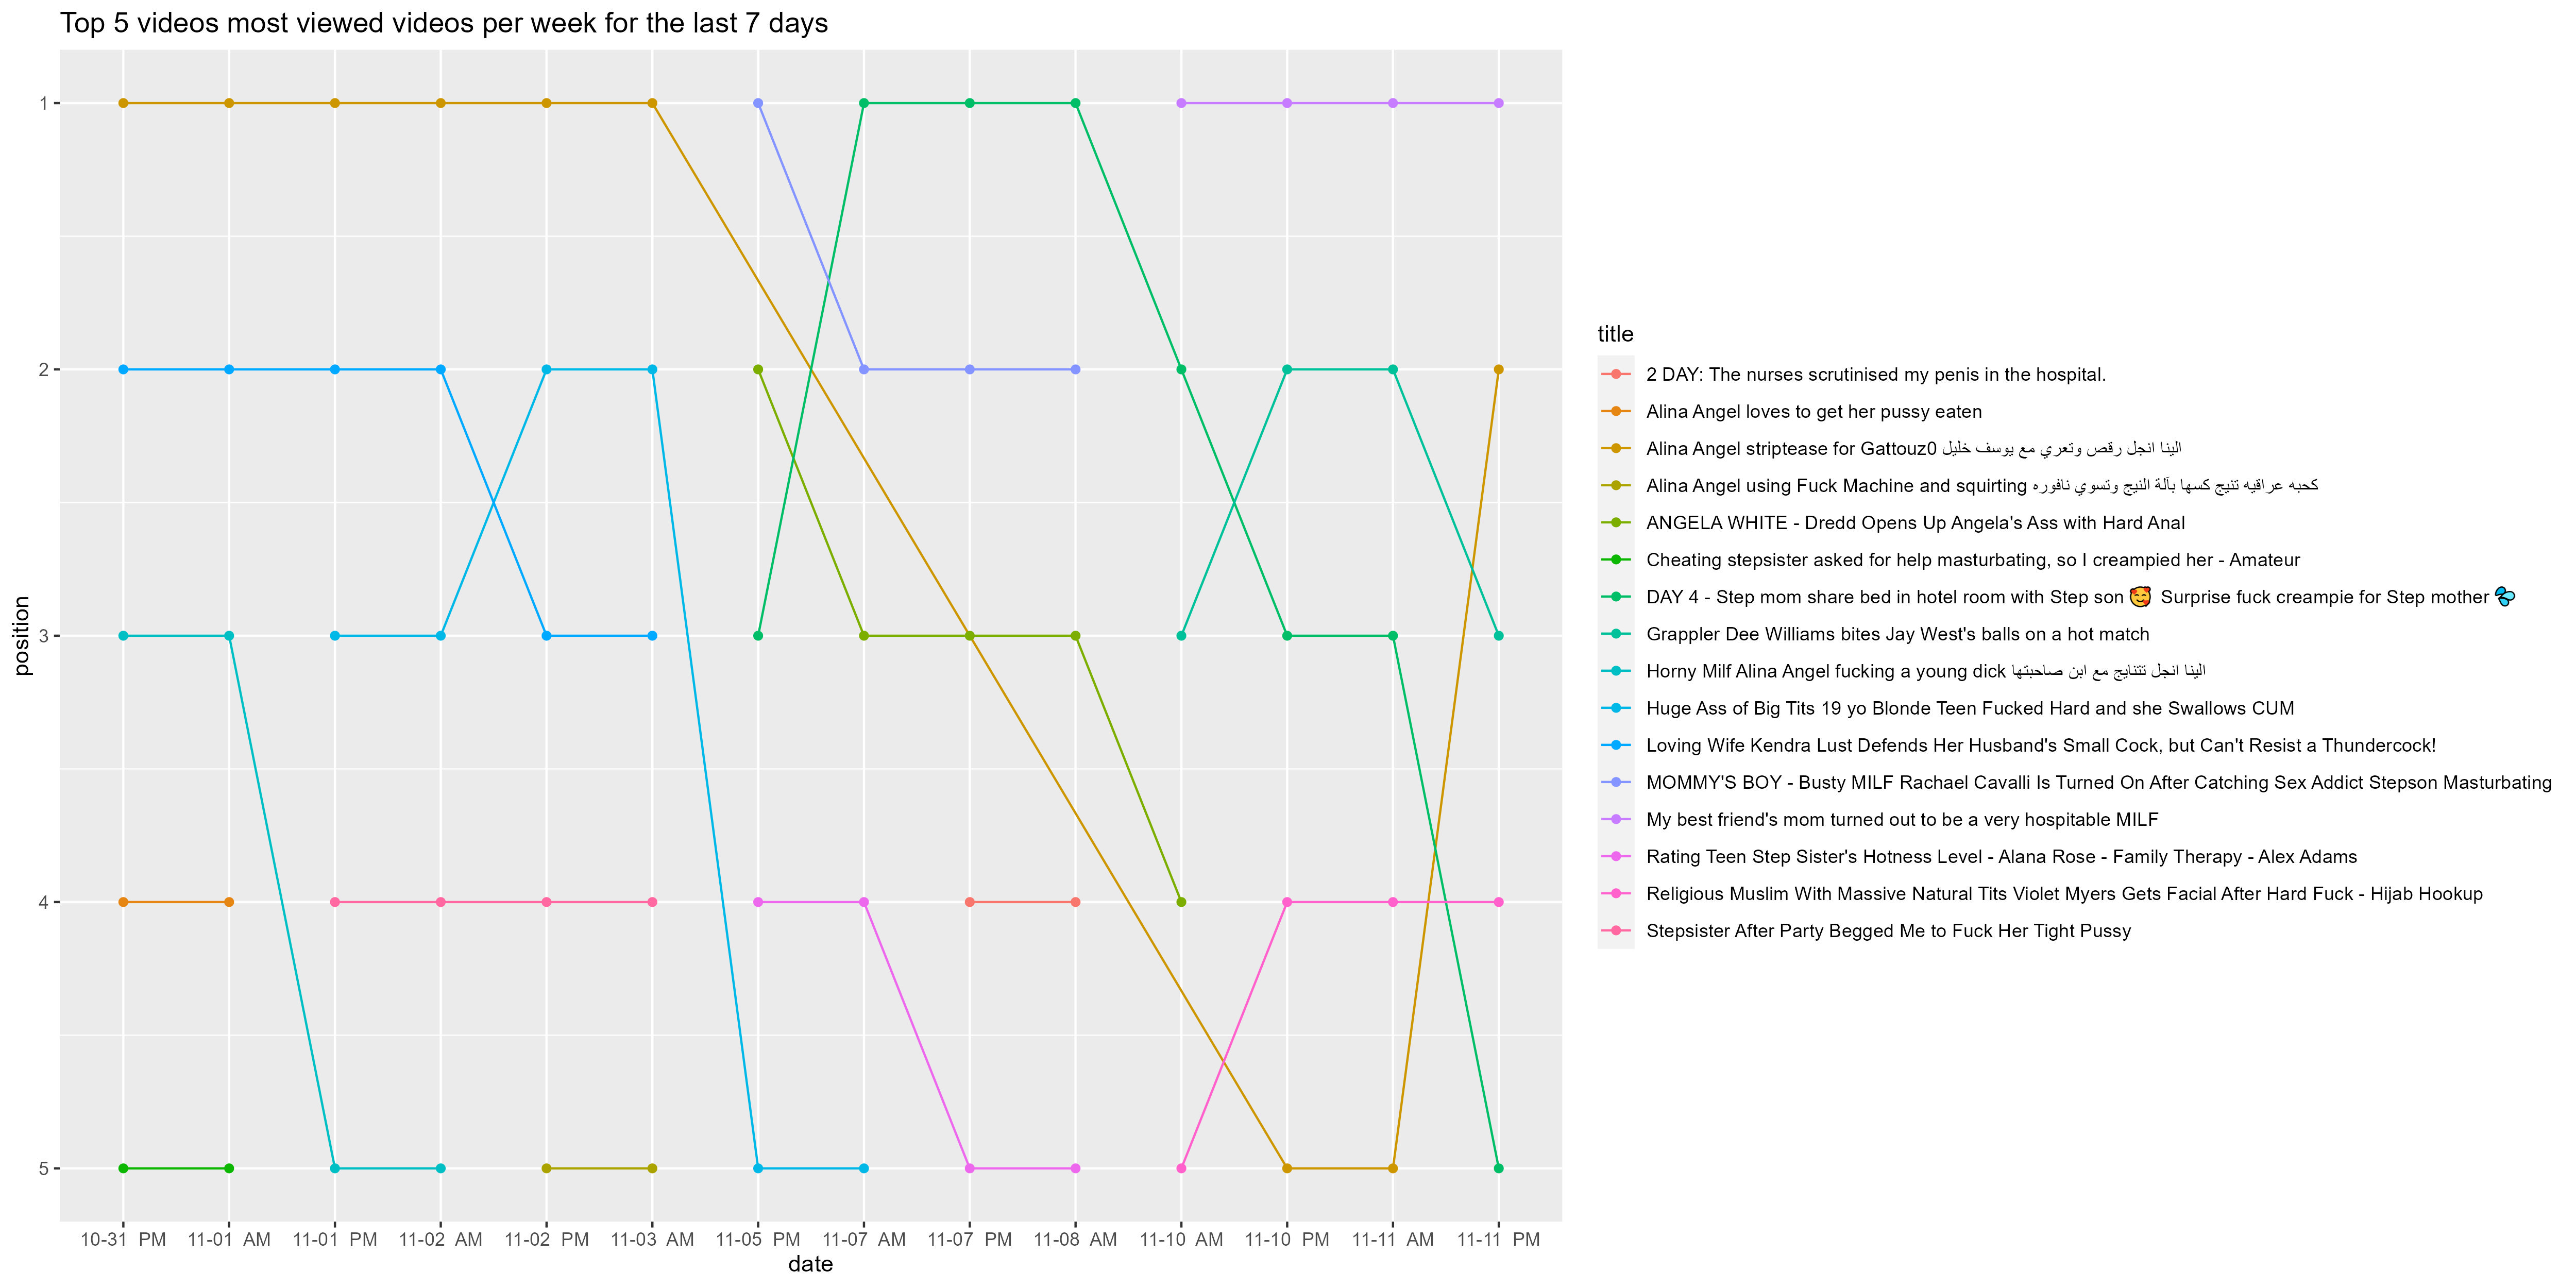 Top 5 videos most viewed videos per week for the last 7 days
position
1
2
3
4
5
10-31 PM
11-01 AM
11-01 PM
11-02 AM
11-02 PM
11-03 AM
11-05 PM
11-07 AM
11-07 PM
11-08 AM
11-10 AM
11-10 PM
11-11 AM
11-11 PM
date
title
2 DAY: The nurses scrutinised my penis in the hospital.
Alina Angel loves to get her pussy eaten
Alina Angel striptease for Gattouz0 الينا انجل رقص وتعري مع يوسف خليل
Alina Angel using Fuck Machine and squirting كحبه عراقيه تنيج كسها بآلة النيج وتسوي نافوره
ANGELA WHITE - Dredd Opens Up Angela's Ass with Hard Anal
Cheating stepsister asked for help masturbating, so I creampied her - Amateur
DAY 4 - Step mom share bed in hotel room with Step son 🥰 Surprise fuck creampie for Step mother 💦
Grappler Dee Williams bites Jay West's balls on a hot match
Horny Milf Alina Angel fucking a young dick الينا انجل تتنايج مع ابن صاحبتها
Huge Ass of Big Tits 19 yo Blonde Teen Fucked Hard and she Swallows CUM
Loving Wife Kendra Lust Defends Her Husband's Small Cock, but Can't Resist a Thundercock!
MOMMY'S BOY - Busty MILF Rachael Cavalli Is Turned On After Catching Sex Addict Stepson Masturbating
My best friend's mom turned out to be a very hospitable MILF
Rating Teen Step Sister's Hotness Level - Alana Rose - Family Therapy - Alex Adams
Religious Muslim With Massive Natural Tits Violet Myers Gets Facial After Hard Fuck - Hijab Hookup
Stepsister After Party Begged Me to Fuck Her Tight Pussy